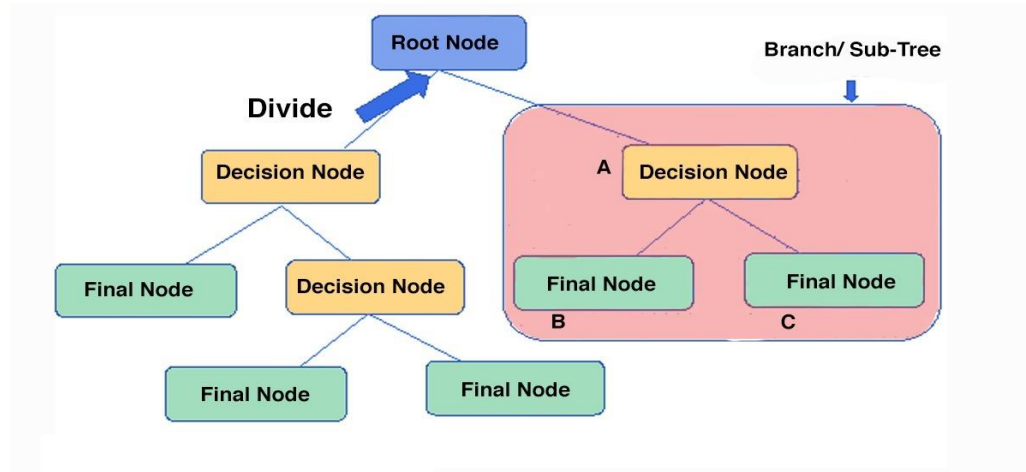 Root Node
Branch/ Sub-Tree
Divide
Decision Node
A
Decision Node
Final Node
Decision Node
Final Node
Final Node
B
C
Final Node
Final Node